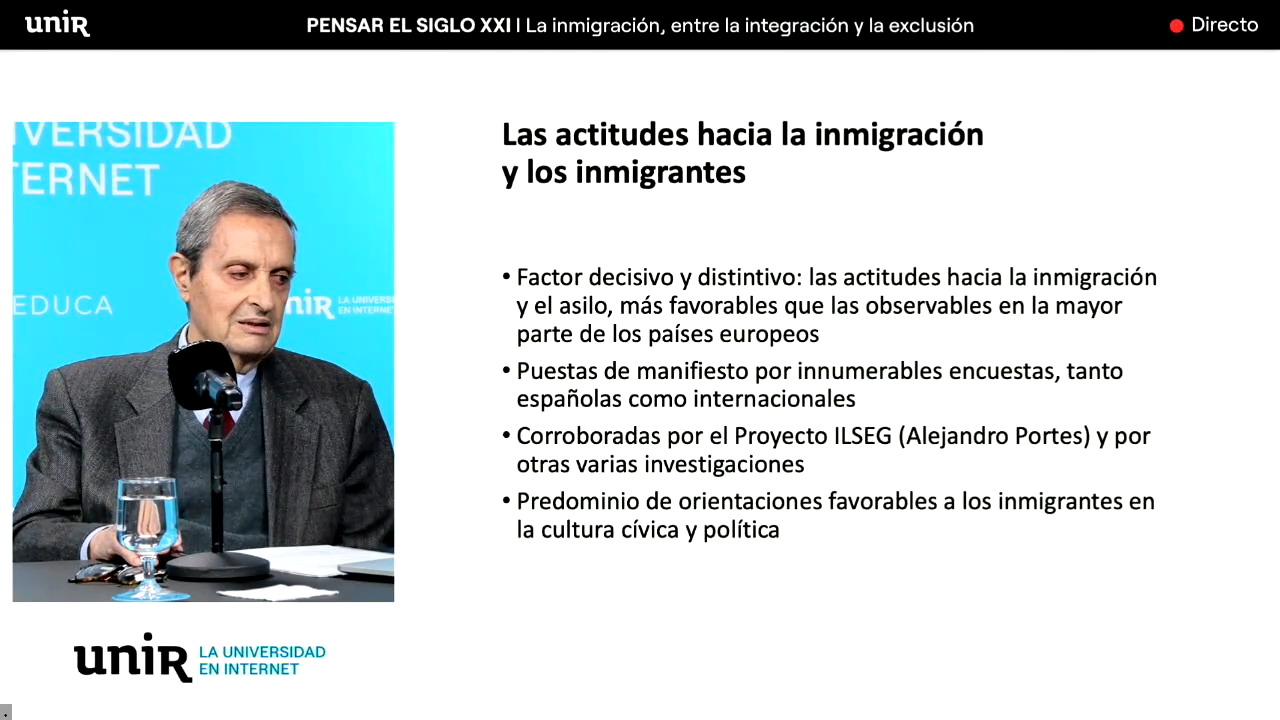 unir
PENSAR EL SIGLO XXI | La inmigración, entre la integración y la exclusión
Directo
VERSIDAD
TERNET
EDUCA
unir LA UNIVERSI
EN INTERNET
Las actitudes hacia la inmigración
y los inmigrantes
• Factor decisivo y distintivo: las actitudes hacia la inmigración
y el asilo, más favorables que las observables en la mayor
parte de los países europeos
• Puestas de manifiesto por innumerables encuestas, tanto
españolas como internacionales
• Corroboradas por el Proyecto ILSEG (Alejandro Portes) y por
otras varias investigaciones
• Predominio de orientaciones favorables a los inmigrantes en
la cultura cívica y política
unir LA UNIVERSIDAD
EN INTERNET